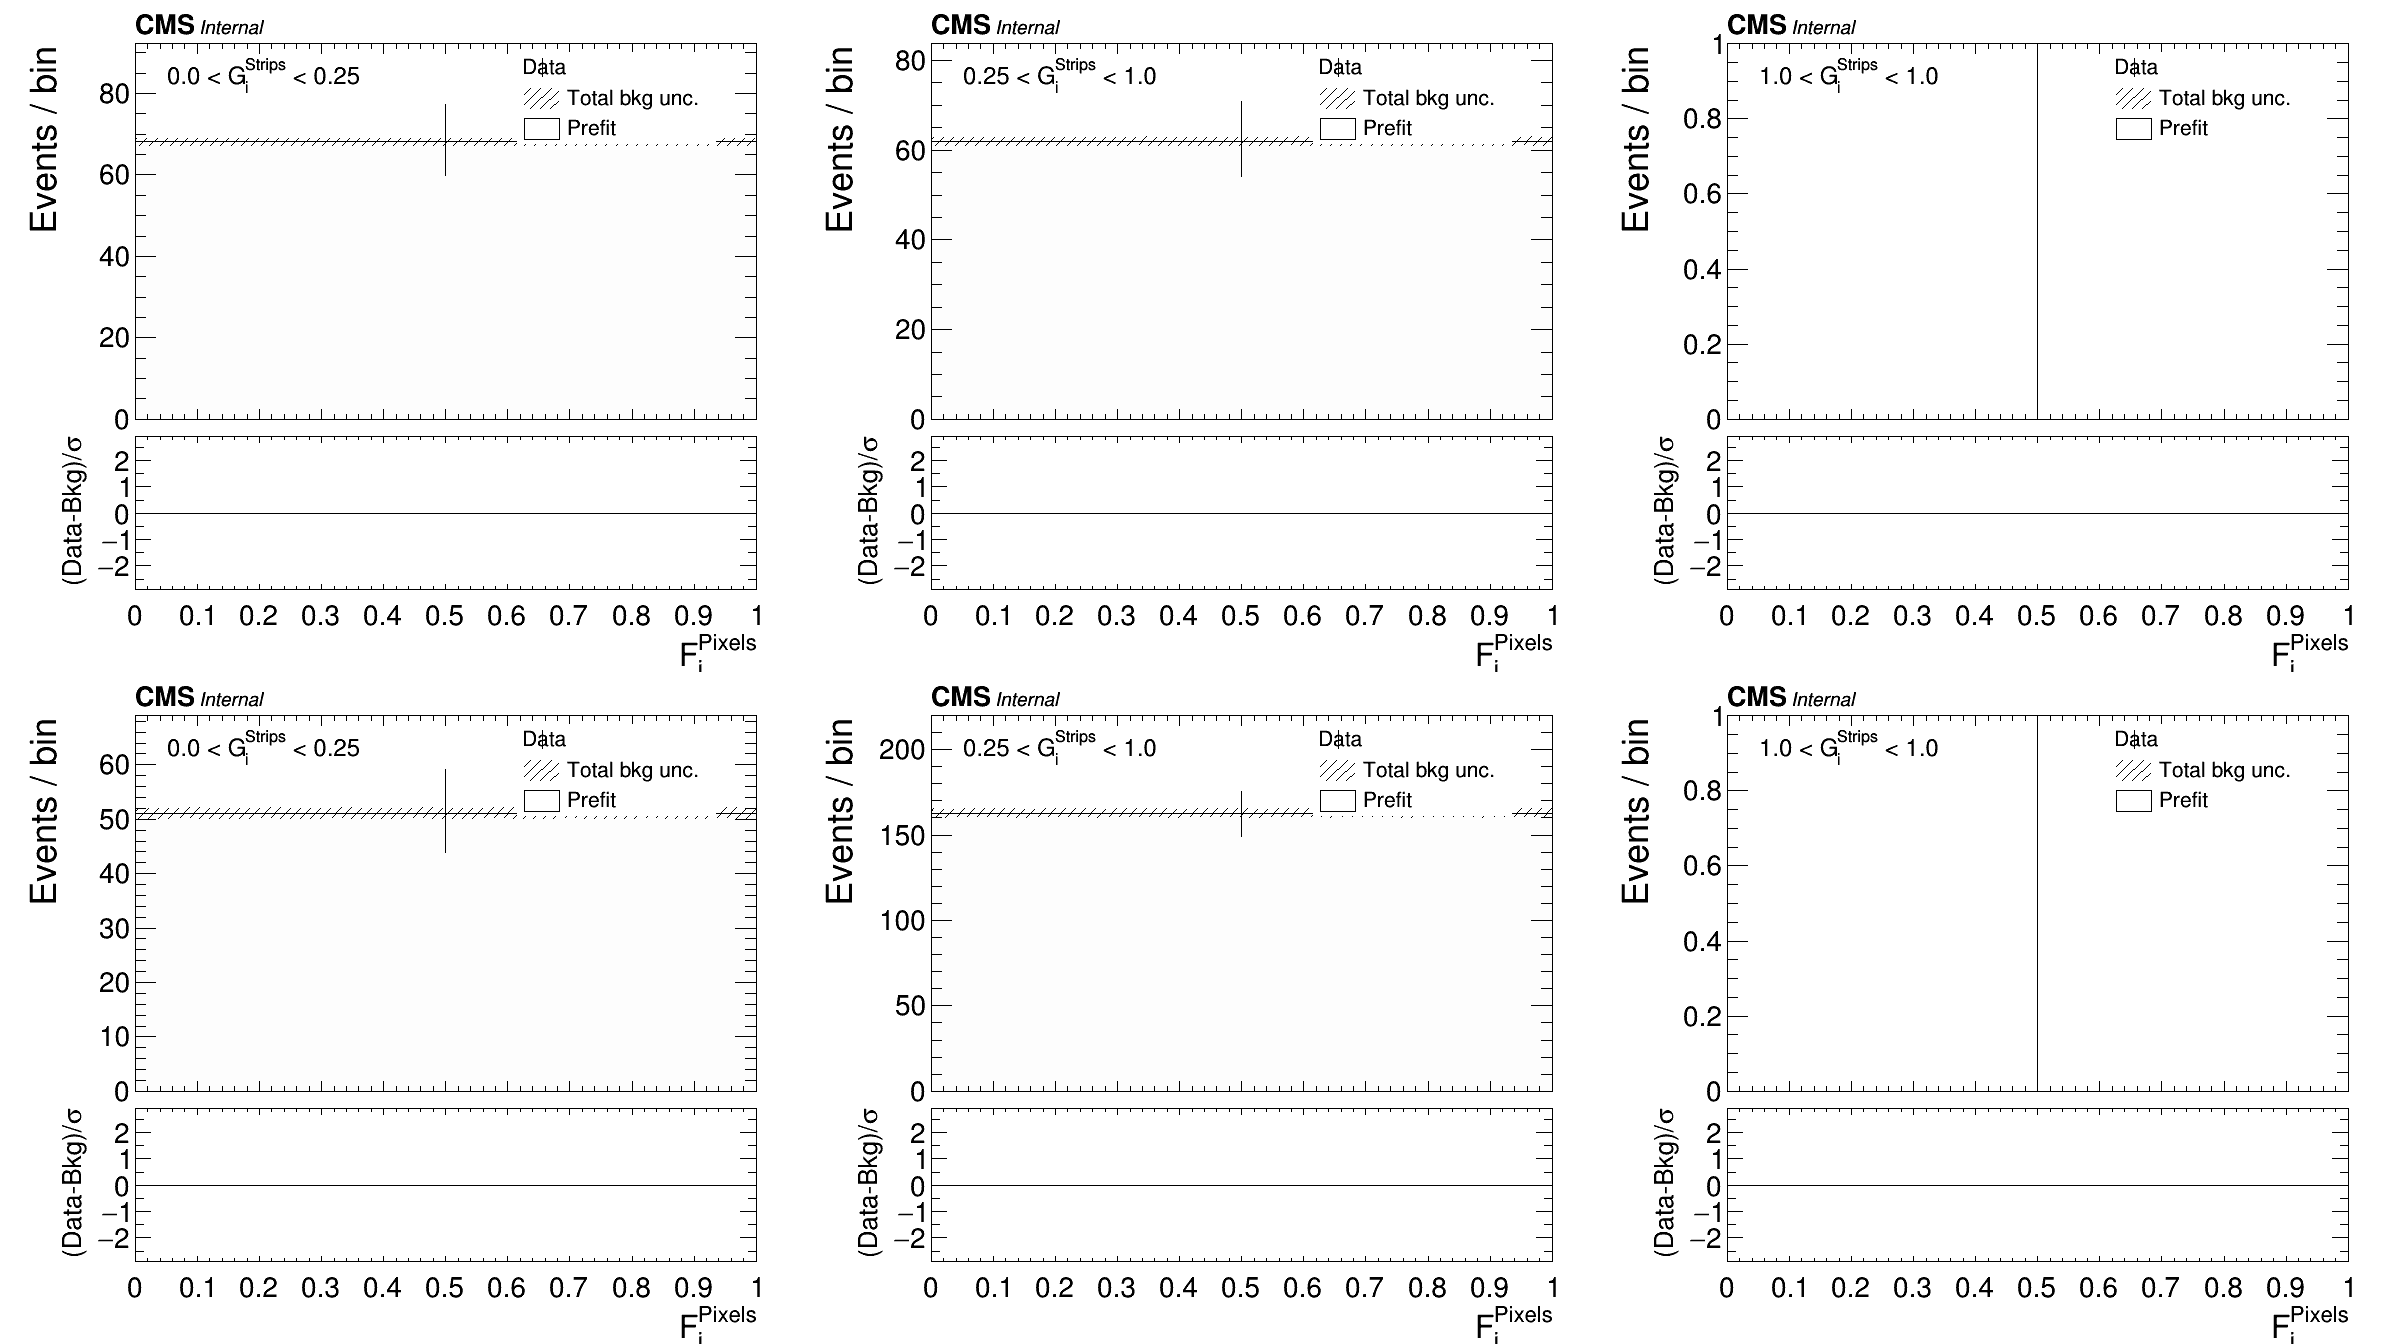 CMS Internal
Events / bin
0.0 < G_i^Strips < 0.25
Data
Total bkg unc.
Prefit
80
60
40
20
0
(Data-Bkg)/σ
2
1
0
−1
−2
0 0.1 0.2 0.3 0.4 0.5 0.6 0.7 0.8 0.9 1
F_i^Pixels
CMS Internal
Events / bin
0.25 < G_i^Strips < 1.0
Data
Total bkg unc.
Prefit
80
60
40
20
0
(Data-Bkg)/σ
2
1
0
−1
−2
0 0.1 0.2 0.3 0.4 0.5 0.6 0.7 0.8 0.9 1
F_i^Pixels
CMS Internal
Events / bin
1.0 < G_i^Strips < 1.0
Data
Total bkg unc.
Prefit
1
0.8
0.6
0.4
0.2
0
(Data-Bkg)/σ
2
1
0
−1
−2
0 0.1 0.2 0.3 0.4 0.5 0.6 0.7 0.8 0.9 1
F_i^Pixels
CMS Internal
Events / bin
0.0 < G_i^Strips < 0.25
Data
Total bkg unc.
Prefit
60
50
40
30
20
10
0
(Data-Bkg)/σ
2
1
0
−1
−2
0 0.1 0.2 0.3 0.4 0.5 0.6 0.7 0.8 0.9 1
F_i^Pixels
CMS Internal
Events / bin
0.25 < G_i^Strips < 1.0
Data
Total bkg unc.
Prefit
200
150
100
50
0
(Data-Bkg)/σ
2
1
0
−1
−2
0 0.1 0.2 0.3 0.4 0.5 0.6 0.7 0.8 0.9 1
F_i^Pixels
CMS Internal
Events / bin
1.0 < G_i^Strips < 1.0
Data
Total bkg unc.
Prefit
1
0.8
0.6
0.4
0.2
0
(Data-Bkg)/σ
2
1
0
−1
−2
0 0.1 0.2 0.3 0.4 0.5 0.6 0.7 0.8 0.9 1
F_i^Pixels